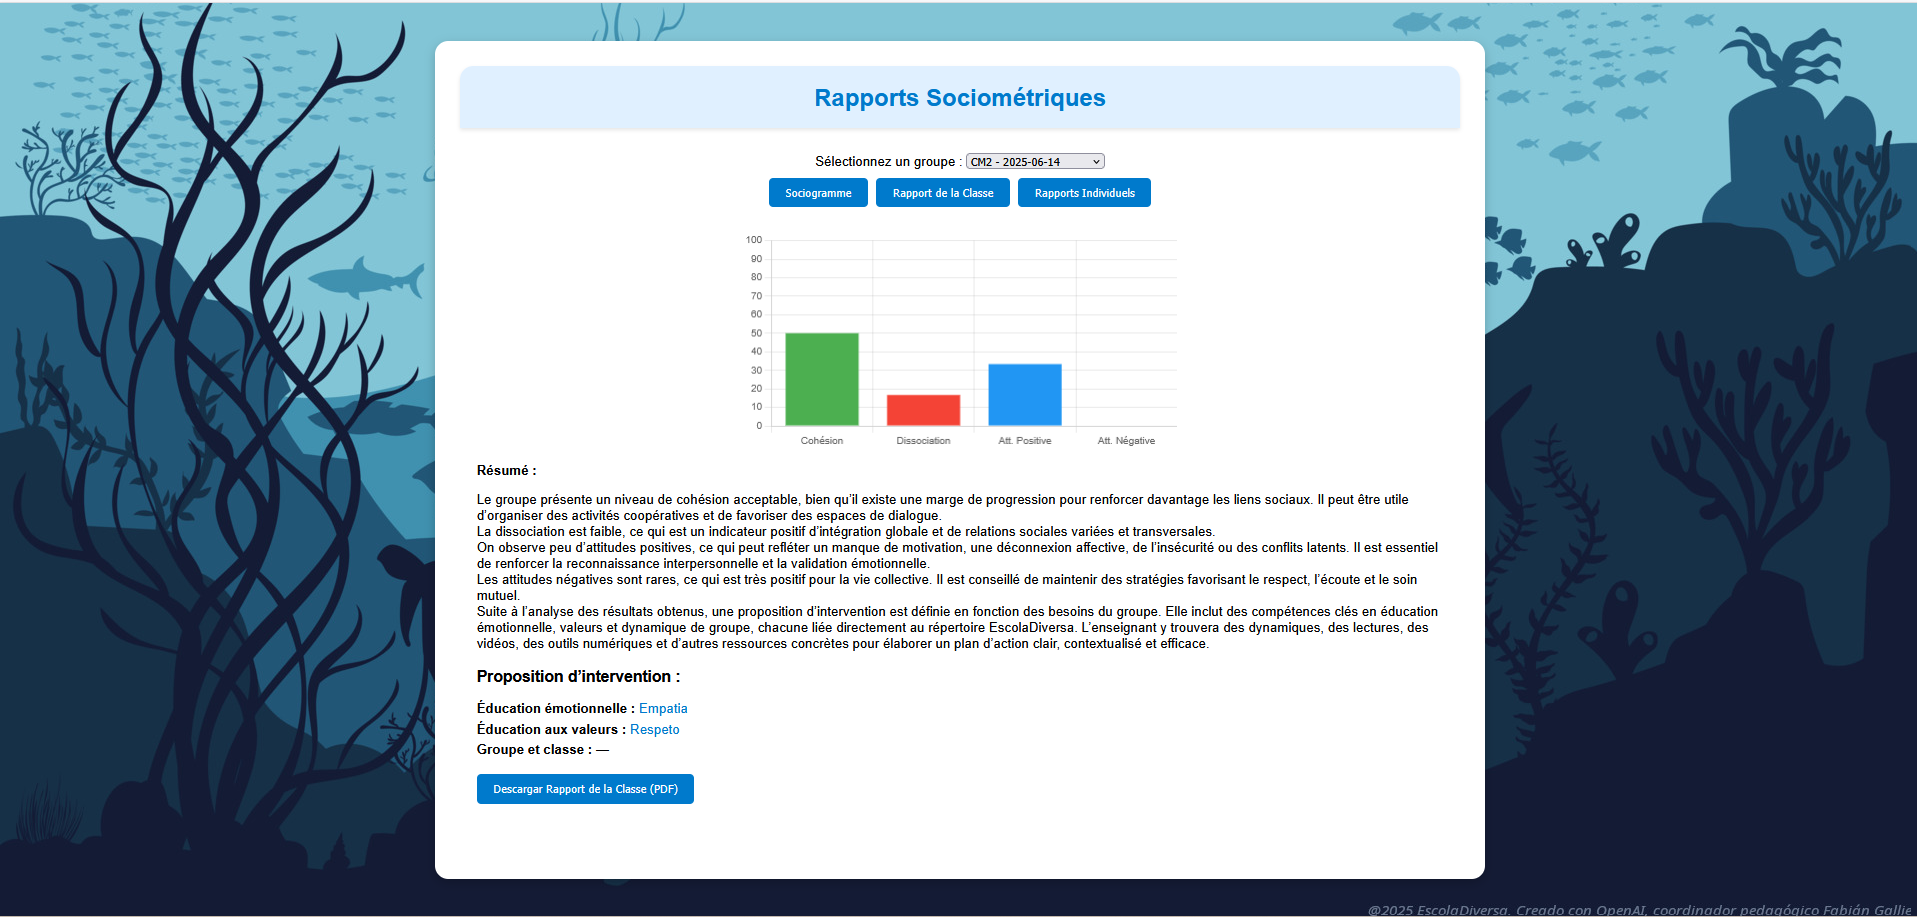 Rapports Sociométriques
Sélectionnez un groupe : CM2 - 2025-06-14
Sociogramme Rapport de la Classe Rapports Individuels
100
90
80
70
60
50
40
30
20
10
0
Cohésion Dissociation Att. Positive Att. Négative
Résumé :
Le groupe présente un niveau de cohésion acceptable, bien qu’il existe une marge de progression pour renforcer davantage les liens sociaux. Il peut être utile
d’organiser des activités coopératives et de favoriser des espaces de dialogue.
La dissociation est faible, ce qui est un indicateur positif d’intégration globale et de relations sociales variées et transversales.
On observe peu d’attitudes positives, ce qui peut refléter un manque de motivation, une déconnexion affective, de l’insécurité ou des conflits latents. Il est essentiel
de renforcer la reconnaissance interpersonnelle et la validation émotionnelle.
Les attitudes négatives sont rares, ce qui est très positif pour la vie collective. Il est conseillé de maintenir des stratégies favorisant le respect, l’écoute et le soin
mutuel.
Suite à l’analyse des résultats obtenus, une proposition d’intervention est définie en fonction des besoins du groupe. Elle inclut des compétences clés en éducation
émotionnelle, valeurs et dynamique de groupe, chacune liée directement au répertoire EscolaDiversa. L’enseignant y trouvera des dynamiques, des lectures, des
vidéos, des outils numériques et d’autres ressources concrètes pour élaborer un plan d’action clair, contextualisé et efficace.
Proposition d’intervention :
Éducation émotionnelle : Empatia
Éducation aux valeurs : Respeto
Groupe et classe : —
Descargar Rapport de la Classe (PDF)
@2025 EscolaDiversa. Creado con OpenAI, coordinador pedagógico Fabián Gallie